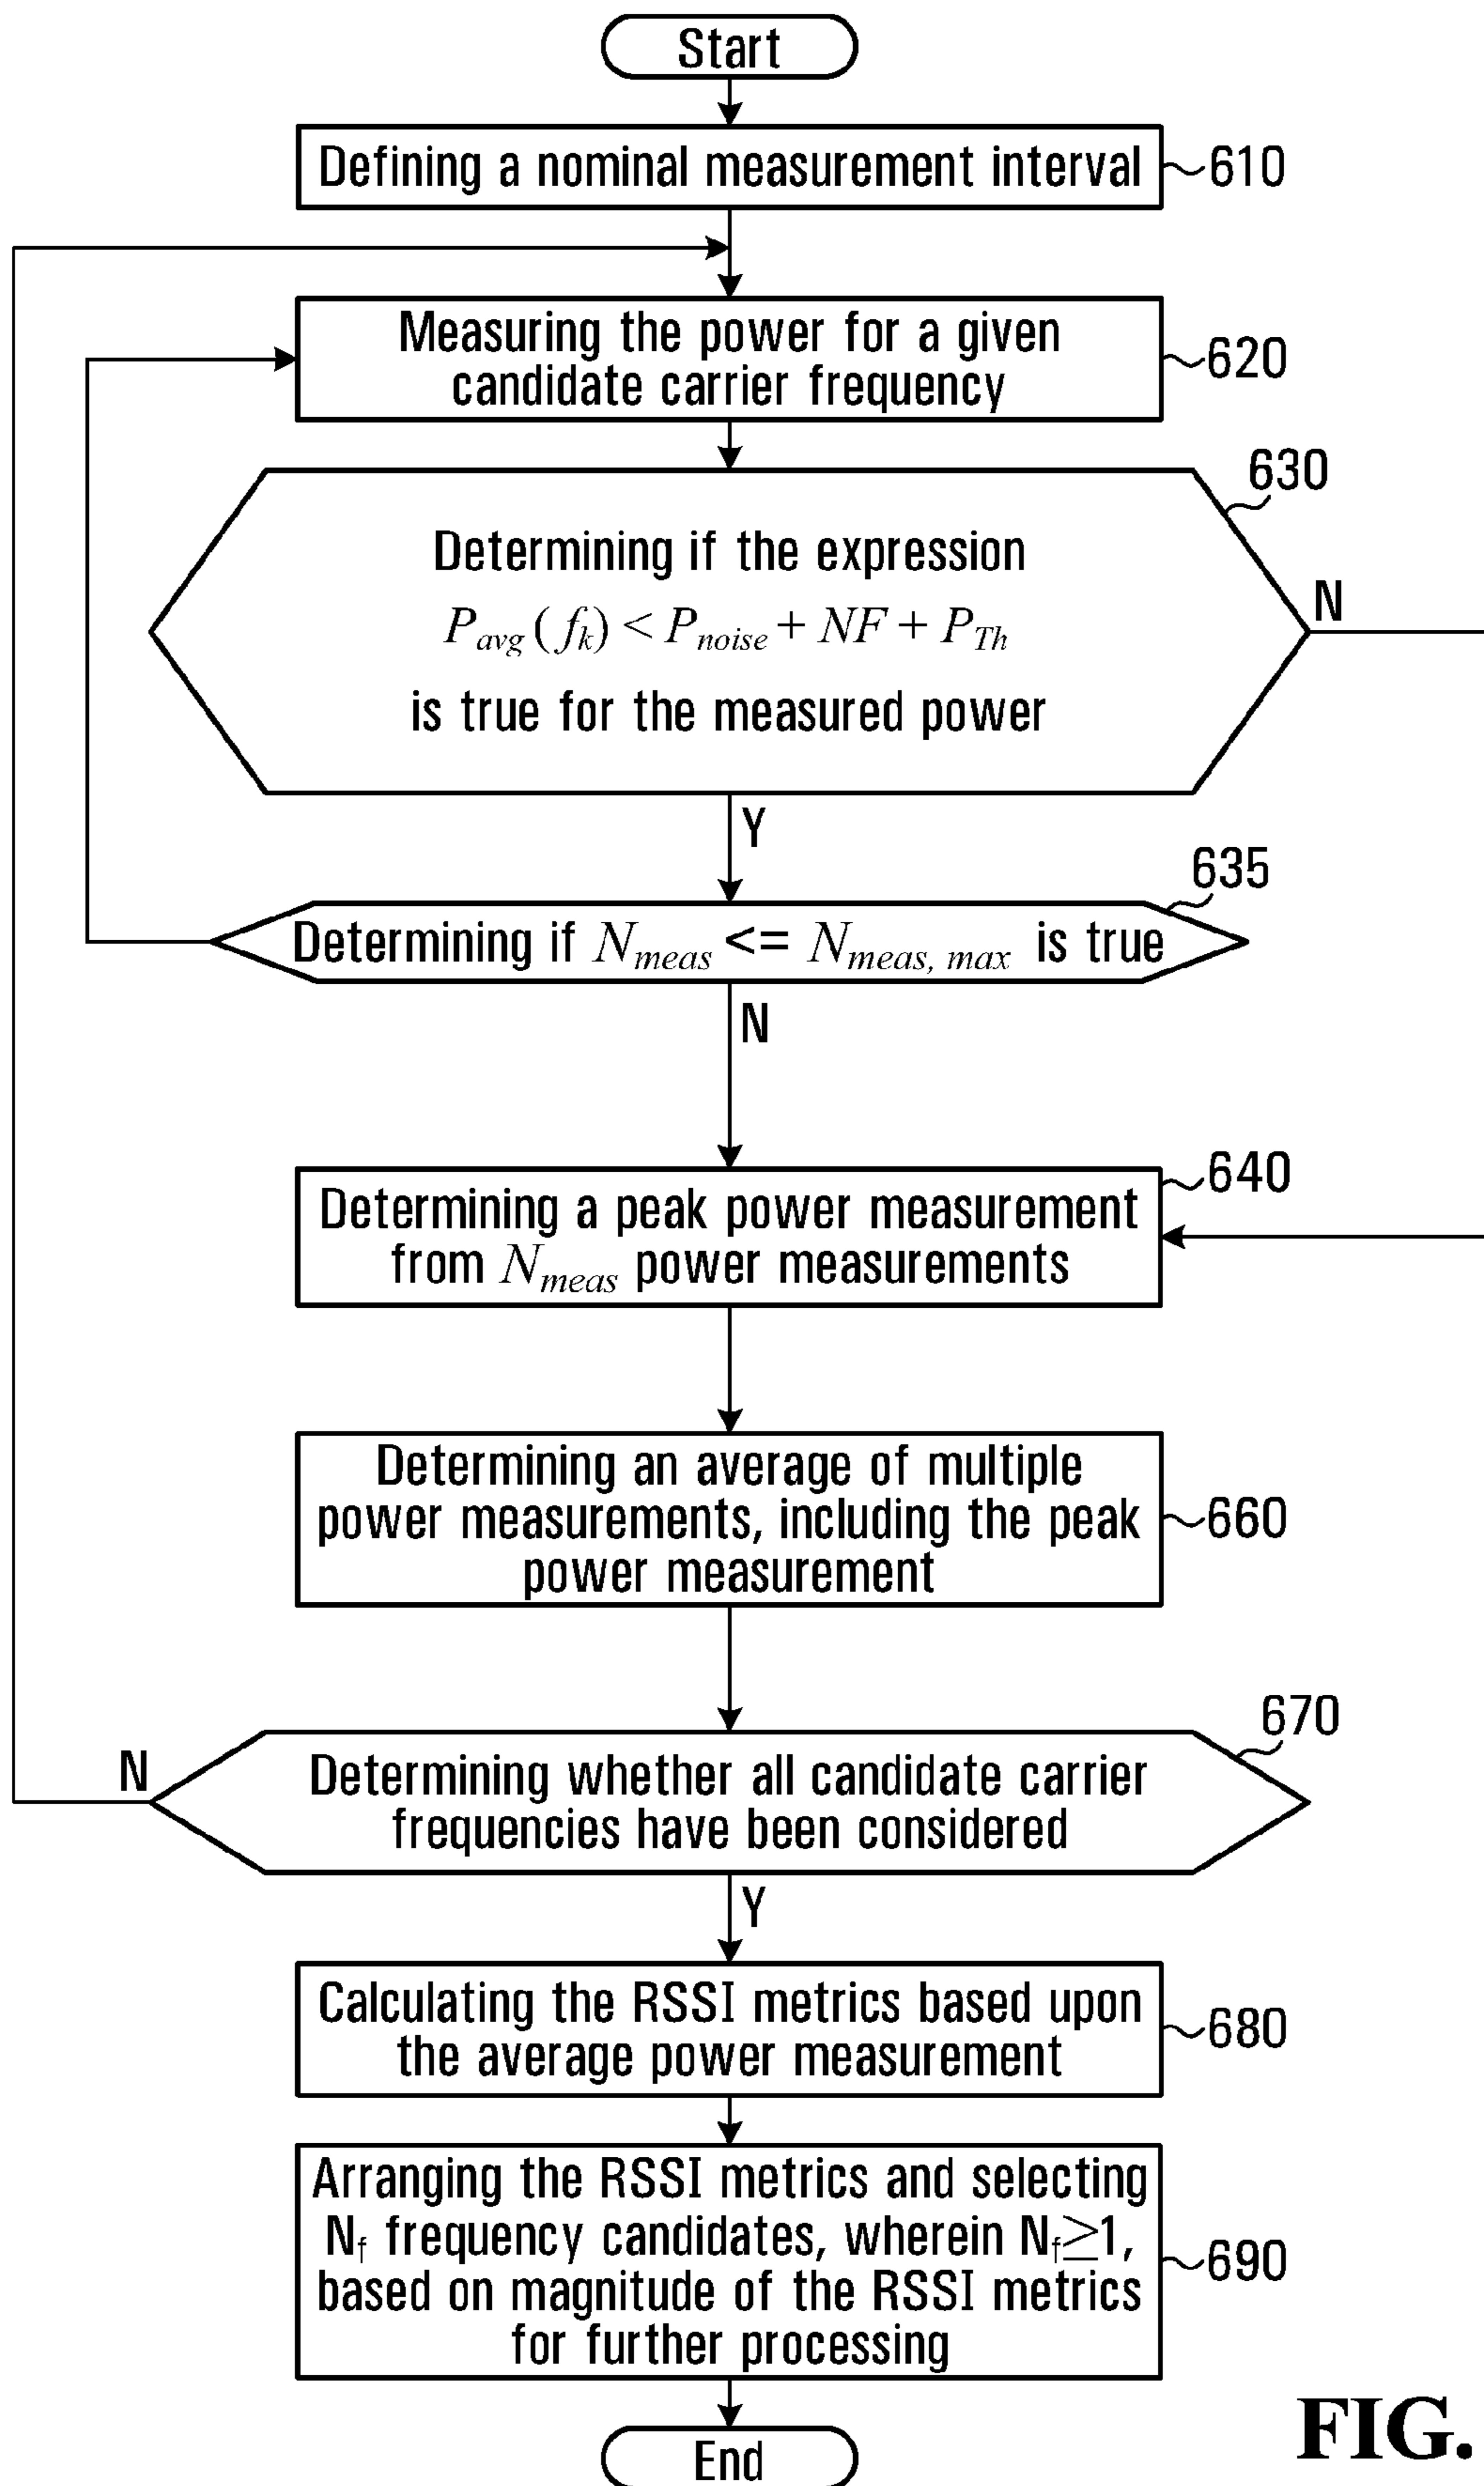 Start
Defining a nominal measurement interval
610
Measuring the power for a given
candidate carrier frequency
620
630
Determining if the expression
P_avg (f_k) < P_noise + NF + P_Th
is true for the measured power
N
Y
635
Determining if N_meas <= N_meas, max is true
N
640
Determining a peak power measurement
from N_meas power measurements
Determining an average of multiple
power measurements, including the peak
power measurement
660
670
N
Determining whether all candidate carrier
frequencies have been considered
Y
Calculating the RSSI metrics based upon
the average power measurement
680
Arranging the RSSI metrics and selecting
N_f frequency candidates, wherein N_f≥1,
based on magnitude of the RSSI metrics
for further processing
690
End
FIG.